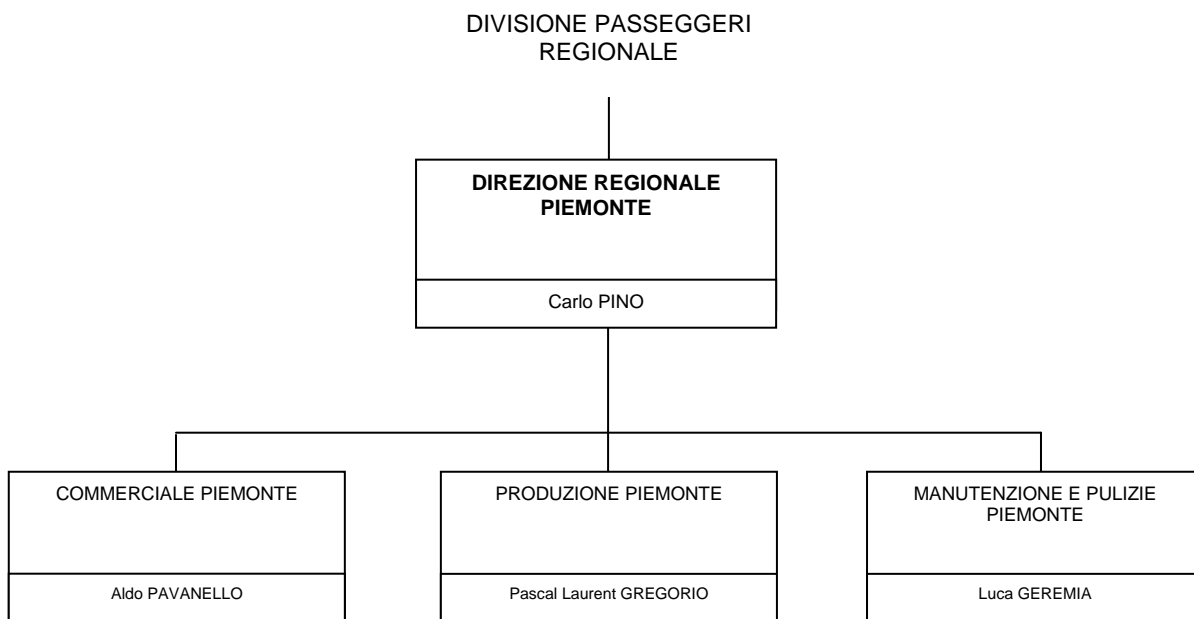 DIVISIONE PASSEGGERI
REGIONALE
DIREZIONE REGIONALE
PIEMONTE
Carlo PINO
COMMERCIALE PIEMONTE
Aldo PAVANELLO
PRODUZIONE PIEMONTE
Pascal Laurent GREGORIO
MANUTENZIONE E PULIZIE
PIEMONTE
Luca GEREMIA